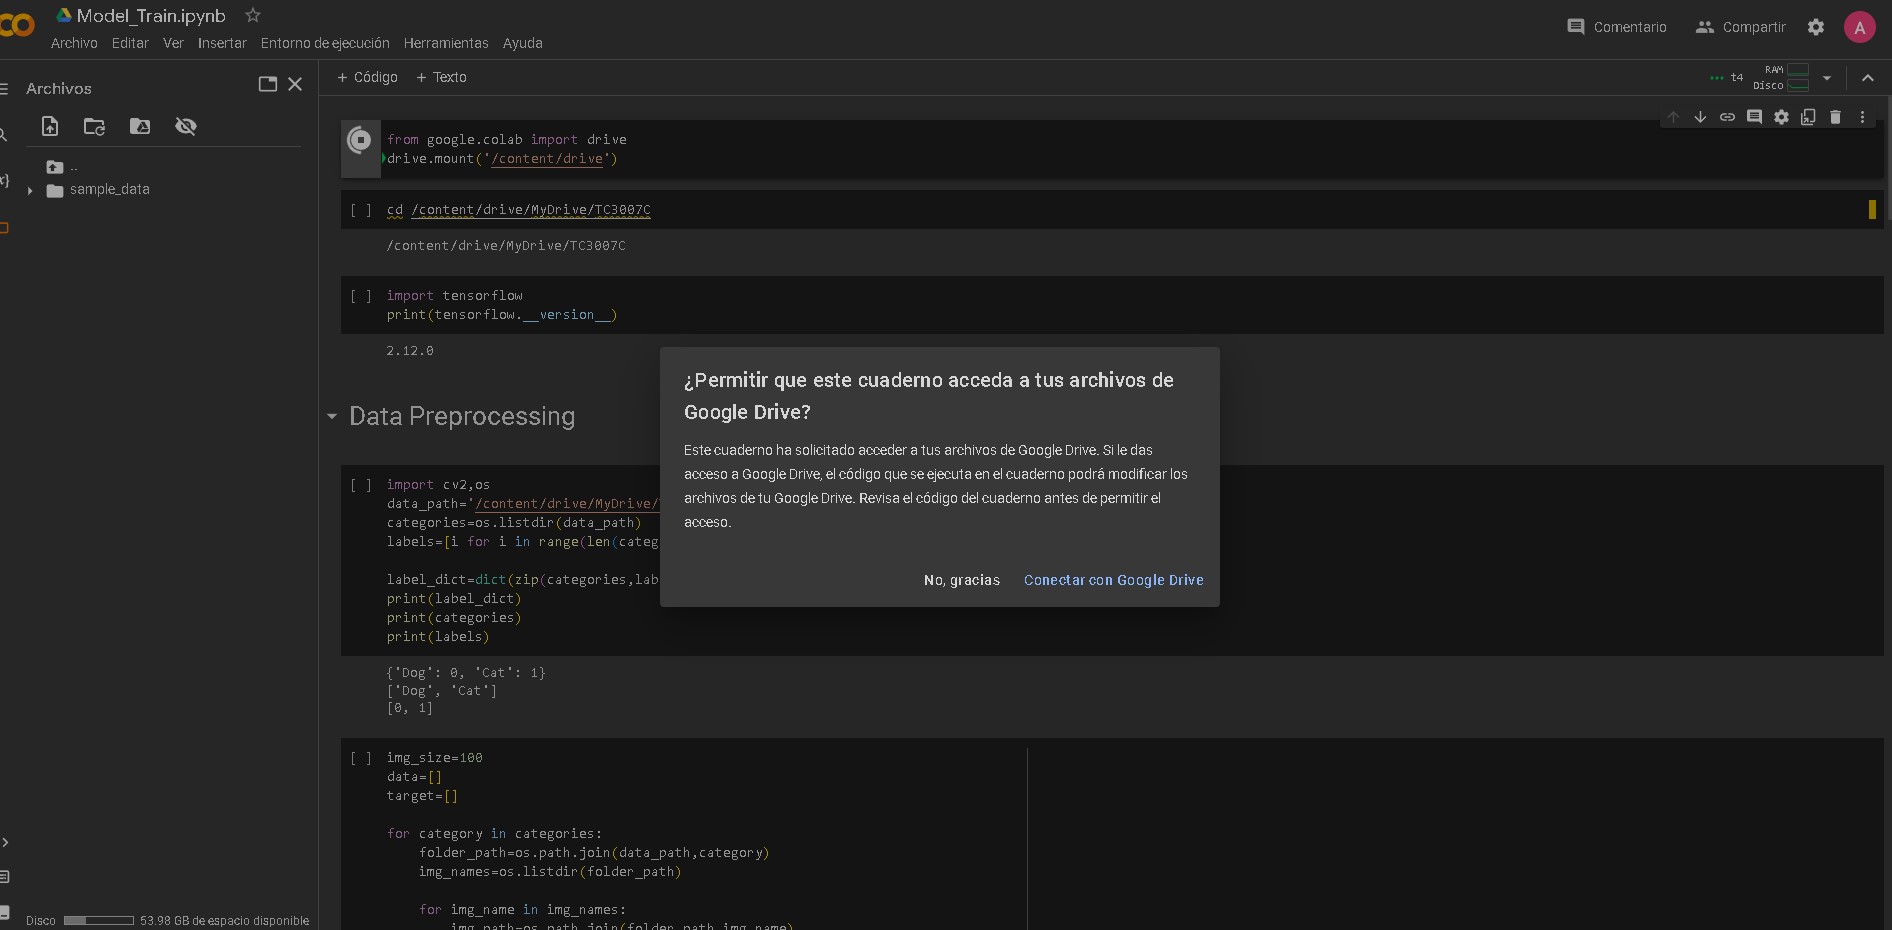 Model_Train.ipynb
Archivo Editar Ver Insertar Entorno de ejecución Herramientas Ayuda
Comentario Compartir A
Archivos
+ Código + Texto
t4 RAM
Disco
..
sample_data
from google.colab import drive
drive.mount('/content/drive')
[ ] cd /content/drive/MyDrive/TC3007C
/content/drive/MyDrive/TC3007C
[ ] import tensorflow
print(tensorflow.__version__)
2.12.0
Data Preprocessing
¿Permitir que este cuaderno acceda a tus archivos de
Google Drive?
Este cuaderno ha solicitado acceder a tus archivos de Google Drive. Si le das
acceso a Google Drive, el código que se ejecuta en el cuaderno podrá modificar los
archivos de tu Google Drive. Revisa el código del cuaderno antes de permitir el
acceso.
No, gracias Conectar con Google Drive
[ ] import cv2,os
data_path='/content/drive/MyDrive/
categories=os.listdir(data_path)
labels=[i for i in range(len(categ
label_dict=dict(zip(categories,lab
print(label_dict)
print(categories)
print(labels)
{'Dog': 0, 'Cat': 1}
['Dog', 'Cat']
[0, 1]
[ ] img_size=100
data=[]
target=[]
for category in categories:
folder_path=os.path.join(data_path,category)
img_names=os.listdir(folder_path)
for img_name in img_names:
img_path=os.path.join(folder_path,img_name)
Disco 53.98 GB de espacio disponible